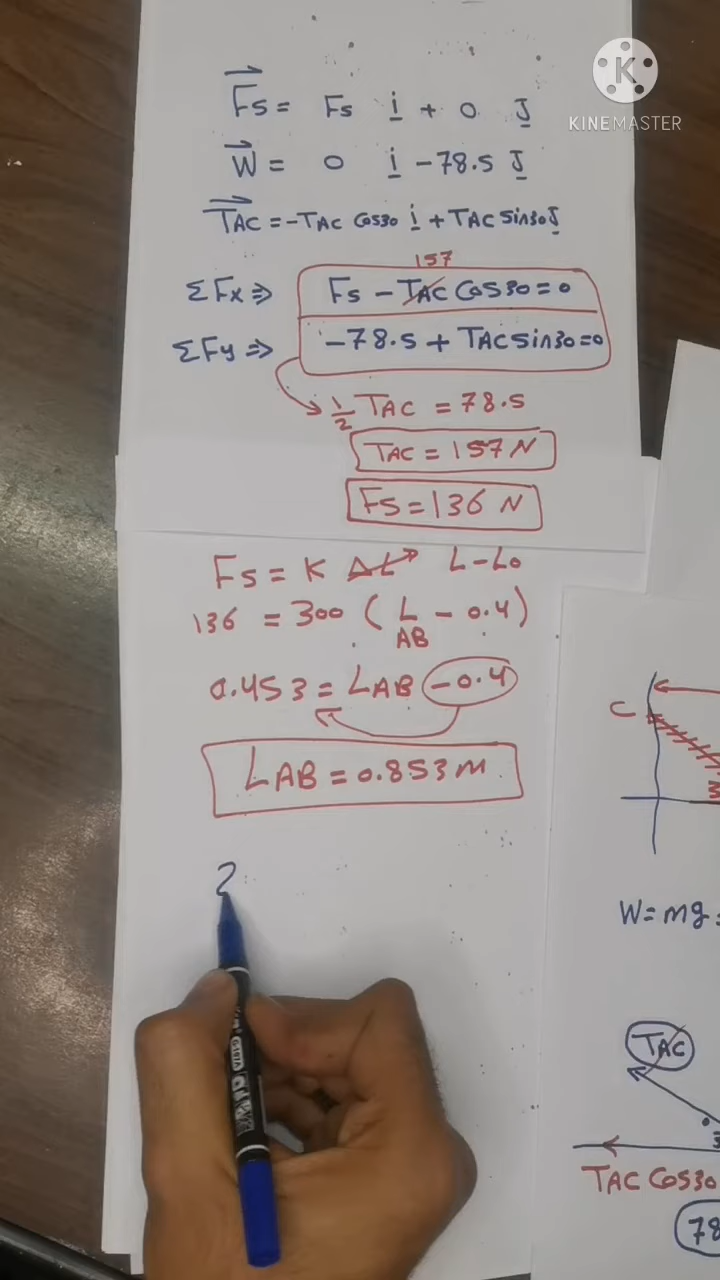 K
KINEMASTER
Fs = Fs i + 0 J
W = 0 i - 78.5 J
TAC = -TAC Cos30 i + TAC Sin30 J
157
ΣFx ⇒ Fs - TAC Cos30 = 0
ΣFy ⇒ -78.5 + TAC sin30 = 0
1/2 TAC = 78.5
TAC = 157 N
Fs = 136 N
Fs = K ΔL L - Lo
136 = 300 ( L - 0.4 )
AB
0.453 = LAB - 0.4
LAB = 0.853 m
2
C
W = mg =
TAC
TAC Cos30
78